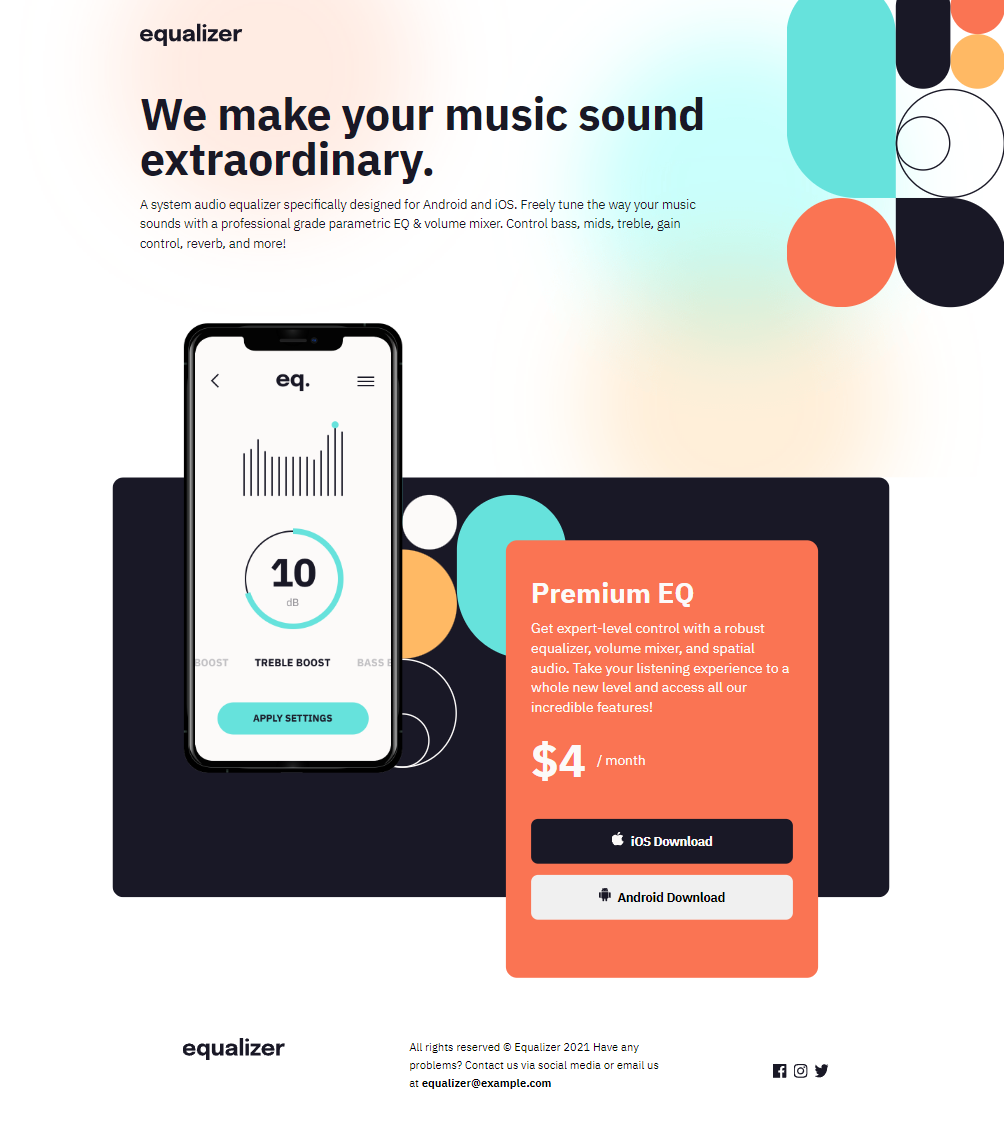 equalizer
We make your music sound
extraordinary.
A system audio equalizer specifically designed for Android and iOS. Freely tune the way your music
sounds with a professional grade parametric EQ & volume mixer. Control bass, mids, treble, gain
control, reverb, and more!
eq.
10
dB
BOOST TREBLE BOOST BASS
APPLY SETTINGS
Premium EQ
Get expert-level control with a robust
equalizer, volume mixer, and spatial
audio. Take your listening experience to a
whole new level and access all our
incredible features!
$4 / month
iOS Download
Android Download
equalizer
All rights reserved © Equalizer 2021 Have any
problems? Contact us via social media or email us
at equalizer@example.com